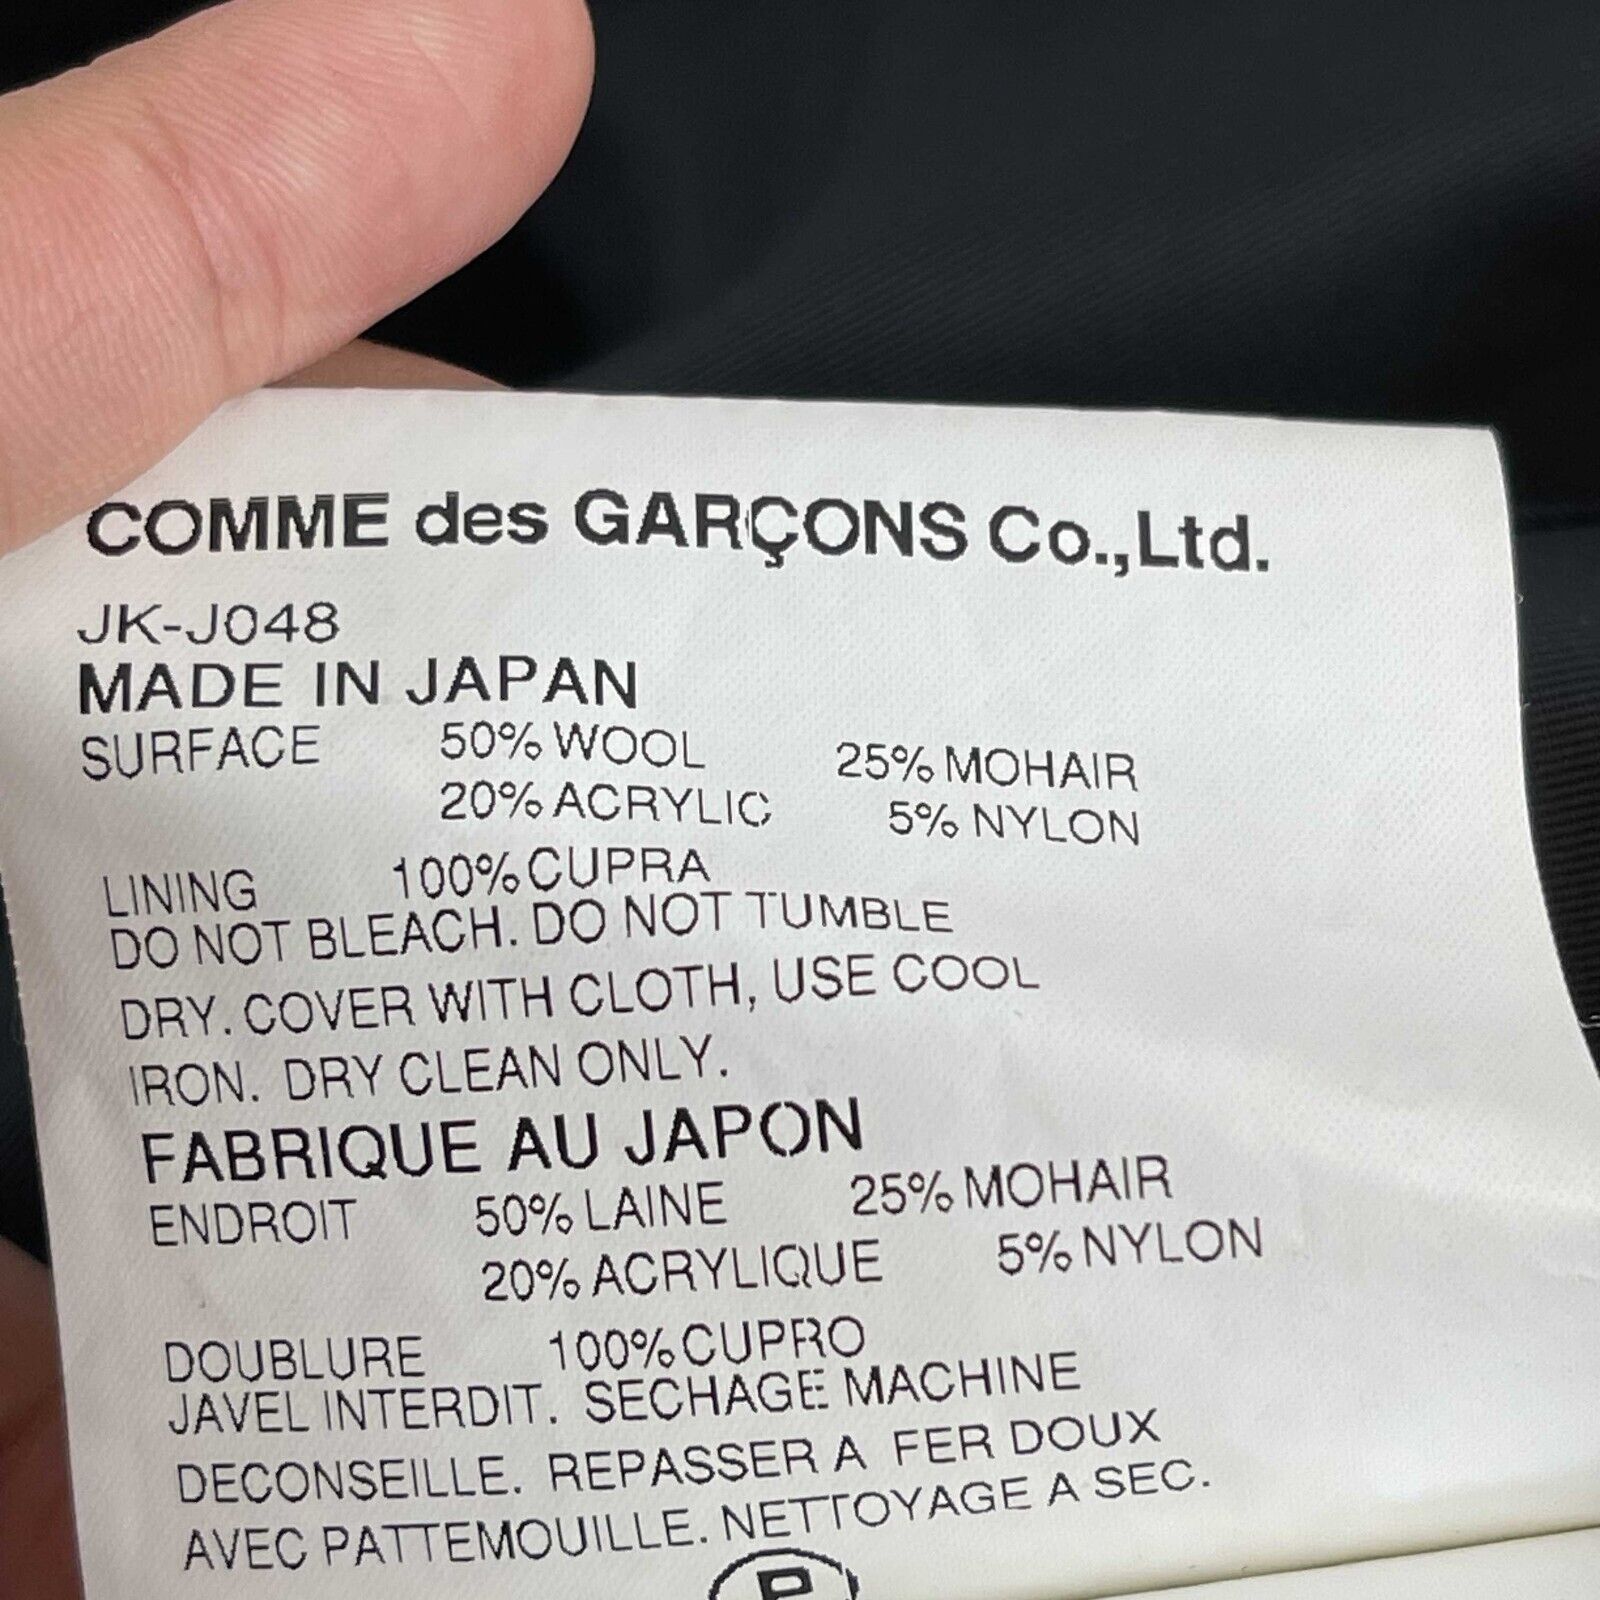 COMME des GARÇONS Co.,Ltd.
JK-J048
MADE IN JAPAN
SURFACE 50% WOOL 25% MOHAIR
20% ACRYLIC 5% NYLON
LINING 100% CUPRA
DO NOT BLEACH. DO NOT TUMBLE
DRY. COVER WITH CLOTH, USE COOL
IRON. DRY CLEAN ONLY.
FABRIQUE AU JAPON
ENDROIT 50% LAINE 25% MOHAIR
20% ACRYLIQUE 5% NYLON
DOUBLURE 100% CUPRO
JAVEL INTERDIT. SECHAGE MACHINE
DECONSEILLE. REPASSER A FER DOUX
AVEC PATTEMOUILLE. NETTOYAGE A SEC.
P